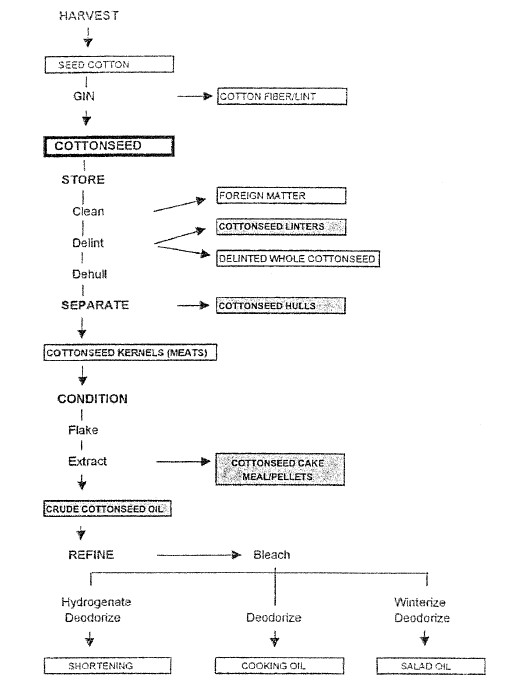 HARVEST
SEED COTTON
GIN
COTTON FIBER/LINT
COTTONSEED
STORE
FOREIGN MATTER
Clean
COTTONSEED LINTERS
Delint
DELINTED WHOLE COTTONSEED
Dehull
SEPARATE
COTTONSEED HULLS
COTTONSEED KERNELS (MEATS)
CONDITION
Flake
Extract
COTTONSEED CAKE
MEAL/PELLETS
CRUDE COTTONSEED OIL
REFINE
Bleach
Hydrogenate
Deodorize
Deodorize
Winterize
Deodorize
SHORTENING
COOKING OIL
SALAD OIL